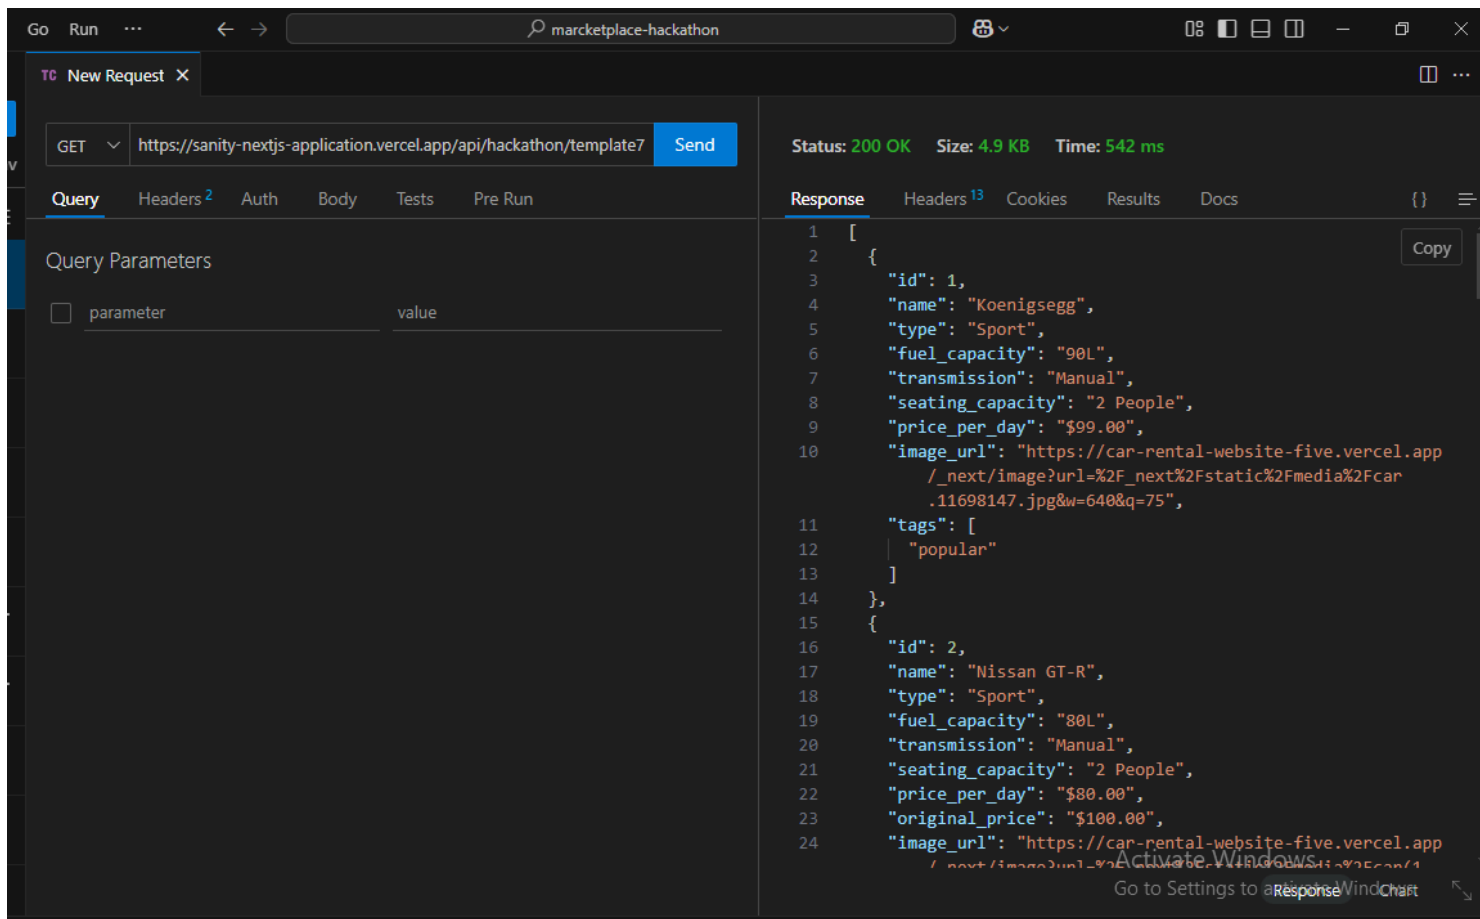 Go Run ··· marcketplace-hackathon
TC New Request
GET https://sanity-nextjs-application.vercel.app/api/hackathon/template7 Send
Query Headers 2 Auth Body Tests Pre Run
Query Parameters
parameter value
Status: 200 OK Size: 4.9 KB Time: 542 ms
Response Headers 13 Cookies Results Docs {}
Copy
1 [
2 {
3 "id": 1,
4 "name": "Koenigsegg",
5 "type": "Sport",
6 "fuel_capacity": "90L",
7 "transmission": "Manual",
8 "seating_capacity": "2 People",
9 "price_per_day": "$99.00",
10 "image_url": "https://car-rental-website-five.vercel.app
/_next/image?url=%2F_next%2Fstatic%2Fmedia%2Fcar
.11698147.jpg&w=640&q=75",
11 "tags": [
12 "popular"
13 ]
14 },
15 {
16 "id": 2,
17 "name": "Nissan GT-R",
18 "type": "Sport",
19 "fuel_capacity": "80L",
20 "transmission": "Manual",
21 "seating_capacity": "2 People",
22 "price_per_day": "$80.00",
23 "original_price": "$100.00",
24 "image_url": "https://car-rental-website-five.vercel.app
Activate Windows
Go to Settings to activate Windows.
Response Chart